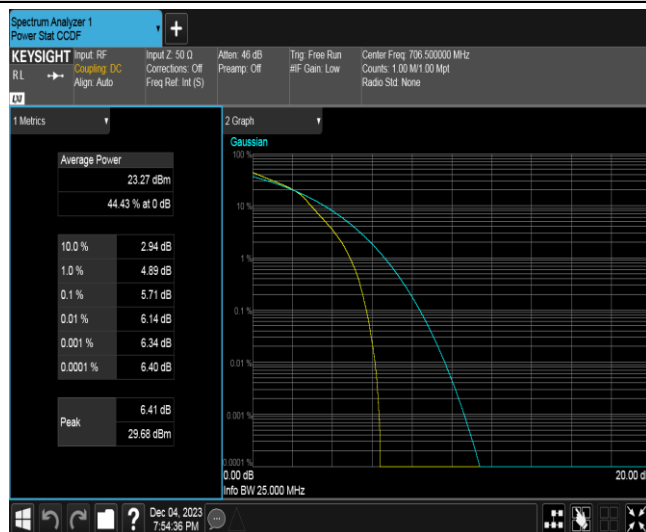 Spectrum Analyzer 1
Power Stat CCDF
+
KEYSIGHT
RL
LXI
Input: RF
Coupling: DC
Align: Auto
Input Z: 50 Ω
Corrections: Off
Freq Ref: Int (S)
Atten: 46 dB
Preamp: Off
Trig: Free Run
#IF Gain: Low
Center Freq: 706.500000 MHz
Counts: 1.00 M/1.00 Mpt
Radio Std: None
1 Metrics
Average Power
23.27 dBm
44.43 % at 0 dB
10.0 % 2.94 dB
1.0 % 4.89 dB
0.1 % 5.71 dB
0.01 % 6.14 dB
0.001 % 6.34 dB
0.0001 % 6.40 dB
Peak
6.41 dB
29.68 dBm
2 Graph
Gaussian
100 %
10 %
1 %
0.1 %
0.01 %
0.001 %
0.0001 %
0.00 dB
20.00 d
Info BW 25.000 MHz
?
Dec 04, 2023
7:54:36 PM